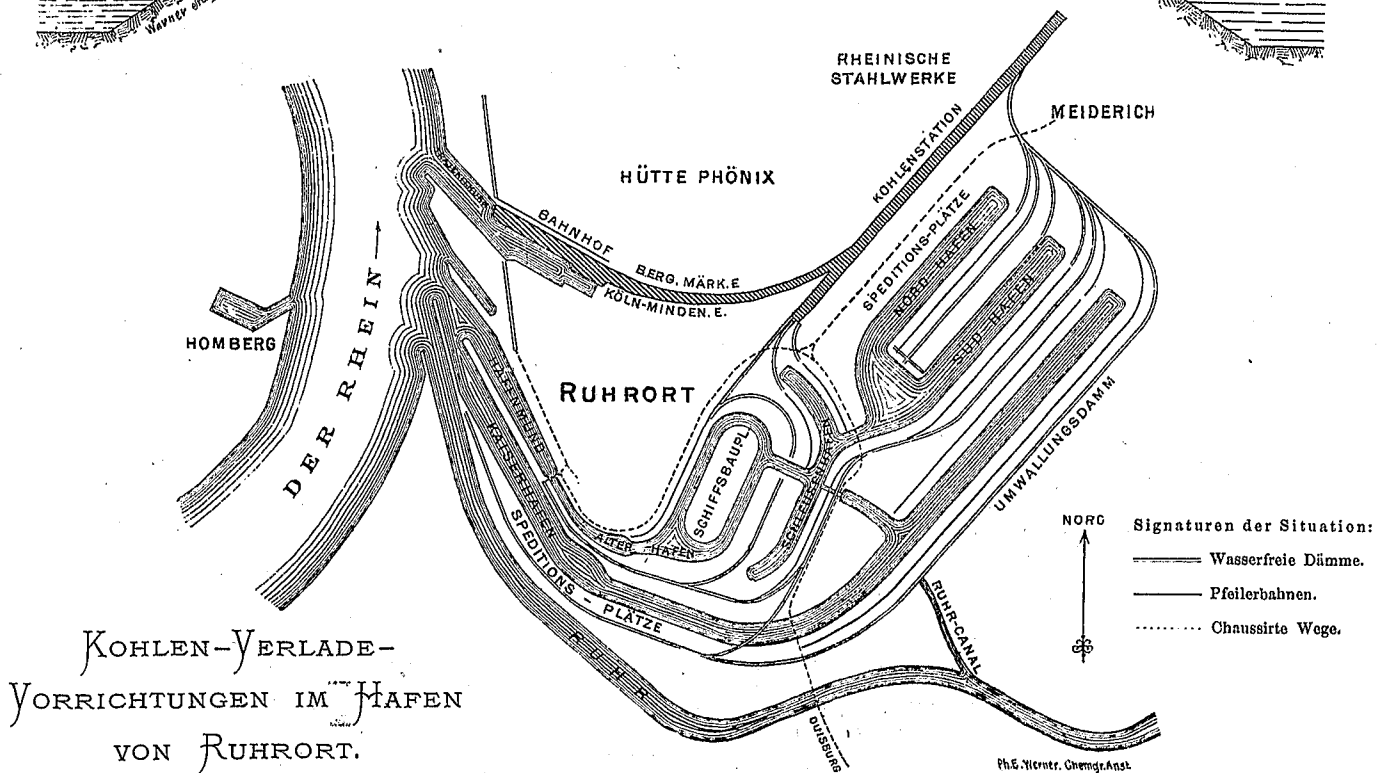 RHEINISCHE
STAHLWERKE
MEIDERICH
KOHLENSTATION
HÜTTE PHÖNIX
SPEDITIONS-PLÄTZE
NORD-HAFEN
SÜD-HAFEN
BAHNHOF
BERG. MÄRK. E
KÖLN-MINDEN. E.
HOMBERG
DER RHEIN
RUHRORT
HAFENMUND
KAISERHAFEN
SCHIFFSBAUPL.
SCHLEUSENHAFEN
ALTER HAFEN
SPEDITIONS-PLÄTZE
UMWALLUNGSDAMM
RUHR
RUHR-CANAL
DUISBURG
NORD
Signaturen der Situation:
Wasserfreie Dämme.
Pfeilerbahnen.
Chaussirte Wege.
KOHLEN-VERLADE-
VORRICHTUNGEN IM HAFEN
VON RUHRORT.
Ph. E. Werner. Chemgr. Anst.